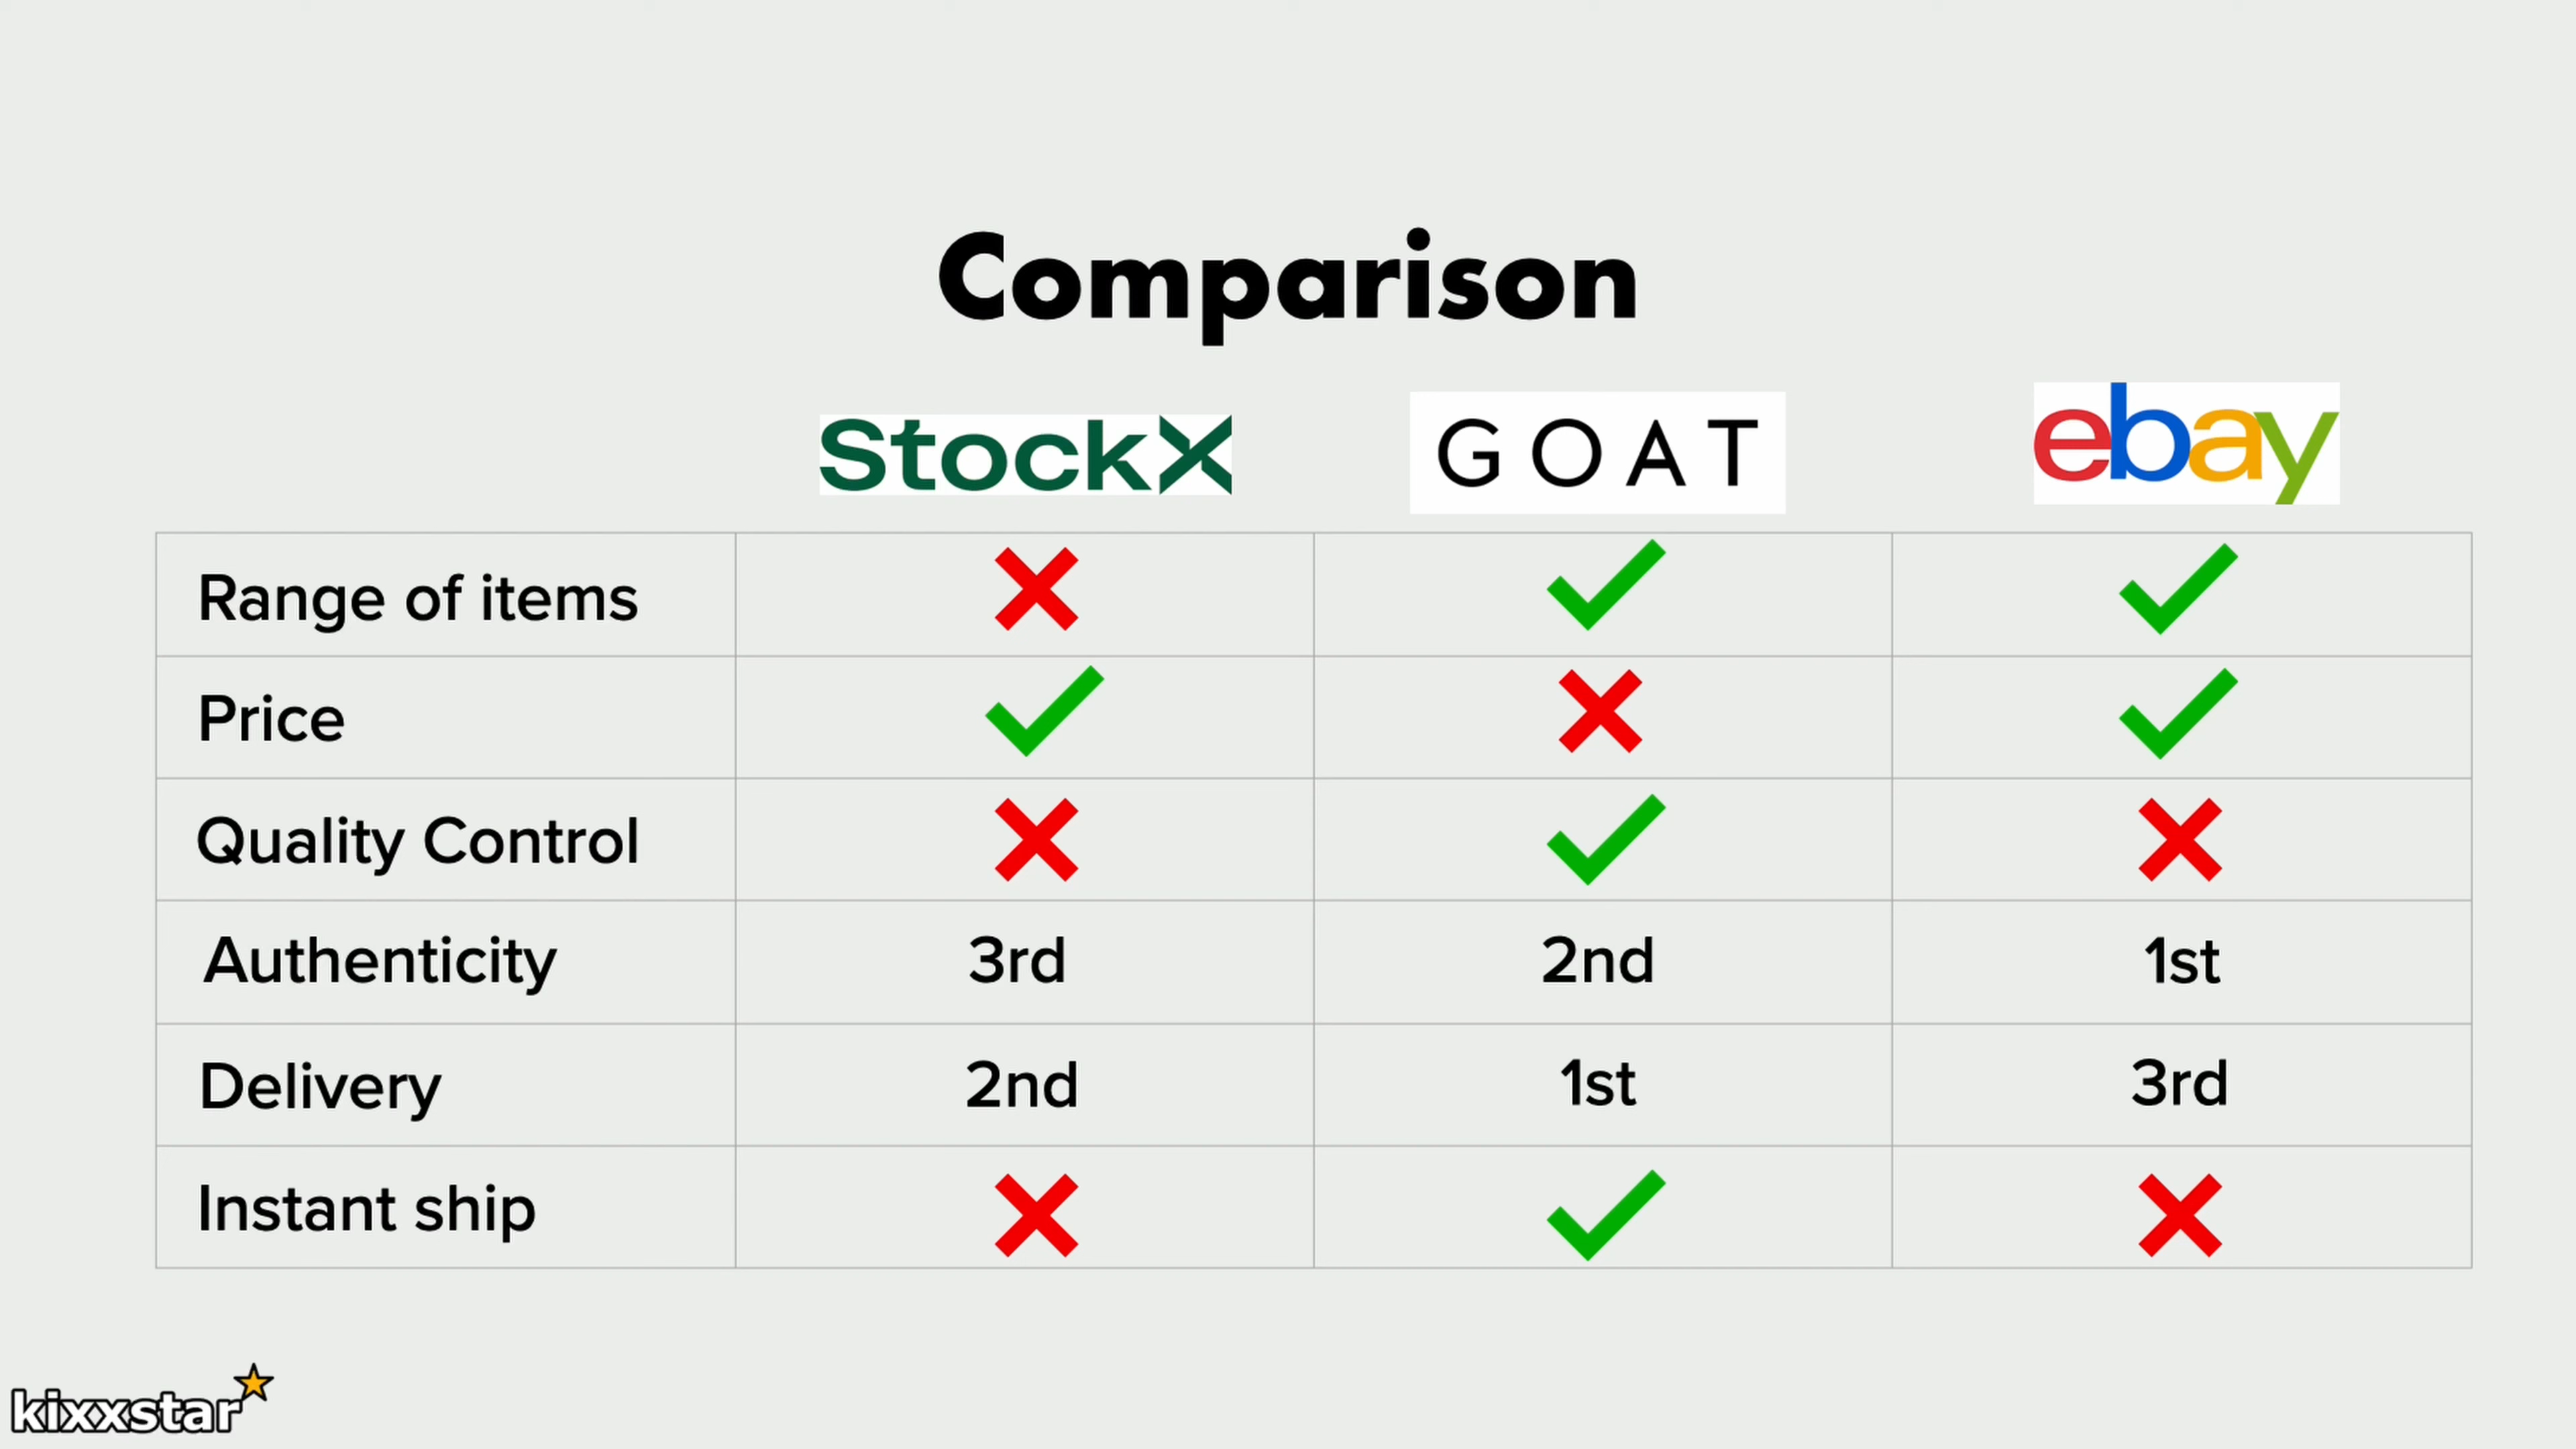 Comparison
StockX GOAT ebay
Range of items
Price
Quality Control
Authenticity 3rd 2nd 1st
Delivery 2nd 1st 3rd
Instant ship
kixxstar